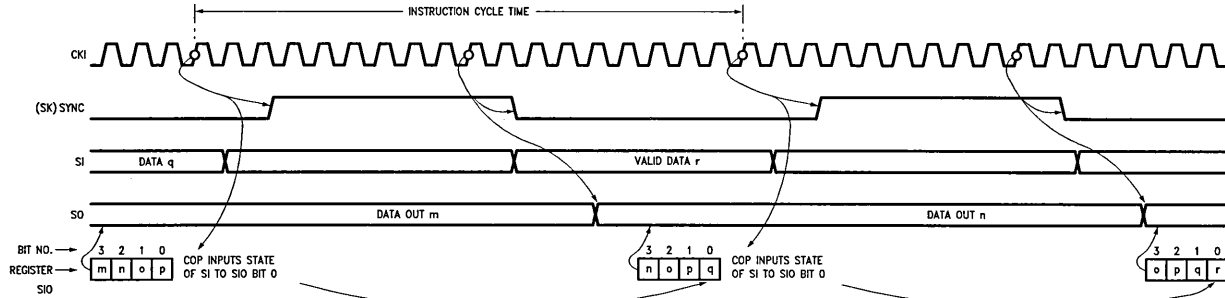 INSTRUCTION CYCLE TIME
CKI
(SK) SYNC
SI
DATA q
VALID DATA r
SO
DATA OUT m
DATA OUT n
BIT NO.
3 2 1 0
3 2 1 0
3 2 1 0
REGISTER
SIO
m n o p
COP INPUTS STATE
OF SI TO SIO BIT 0
n o p q
COP INPUTS STATE
OF SI TO SIO BIT 0
o p q r